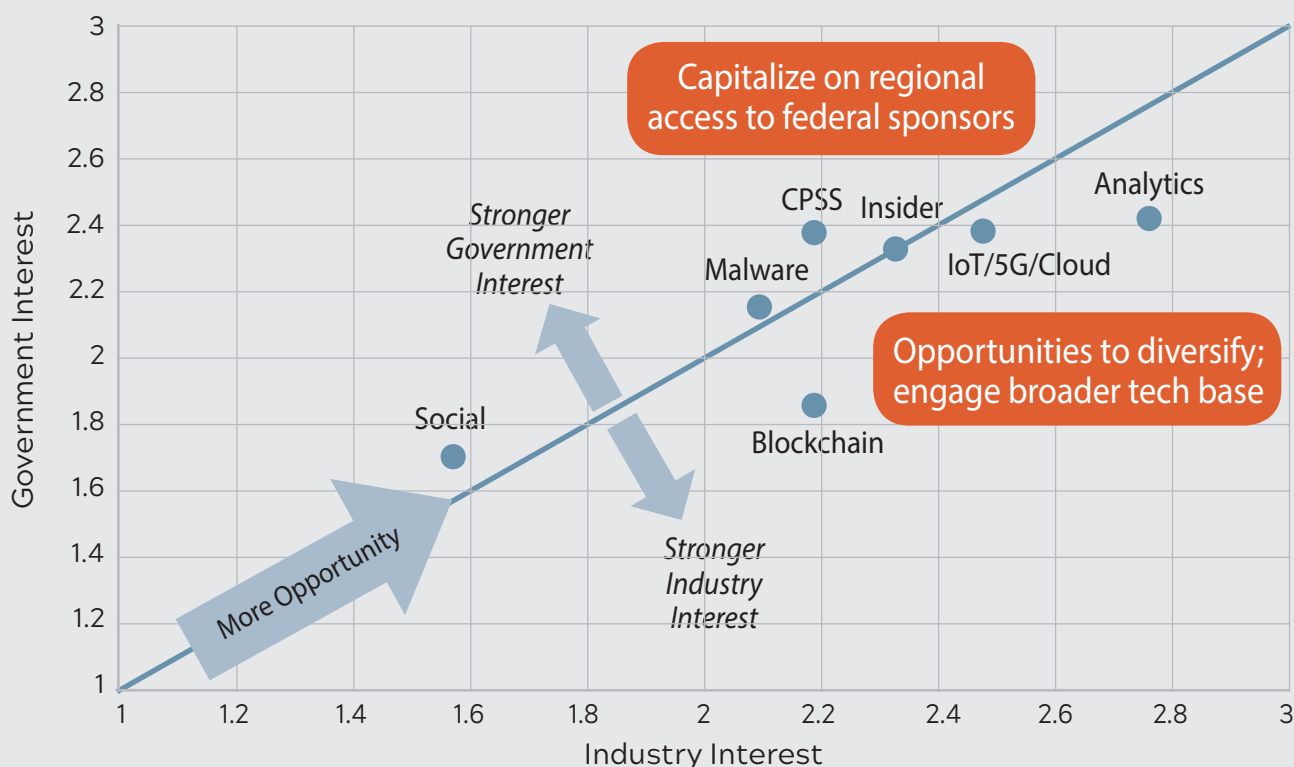 3
2.8
2.6
2.4
2.2
2
1.8
1.6
1.4
1.2
1
Government Interest
Capitalize on regional
access to federal sponsors
Analytics
CPSS
Insider
Stronger
Government
Interest
IoT/5G/Cloud
Malware
Opportunities to diversify;
engage broader tech base
Social
Blockchain
More Opportunity
Stronger
Industry
Interest
1
1.2
1.4
1.6
1.8
2
2.2
2.4
2.6
2.8
3
Industry Interest